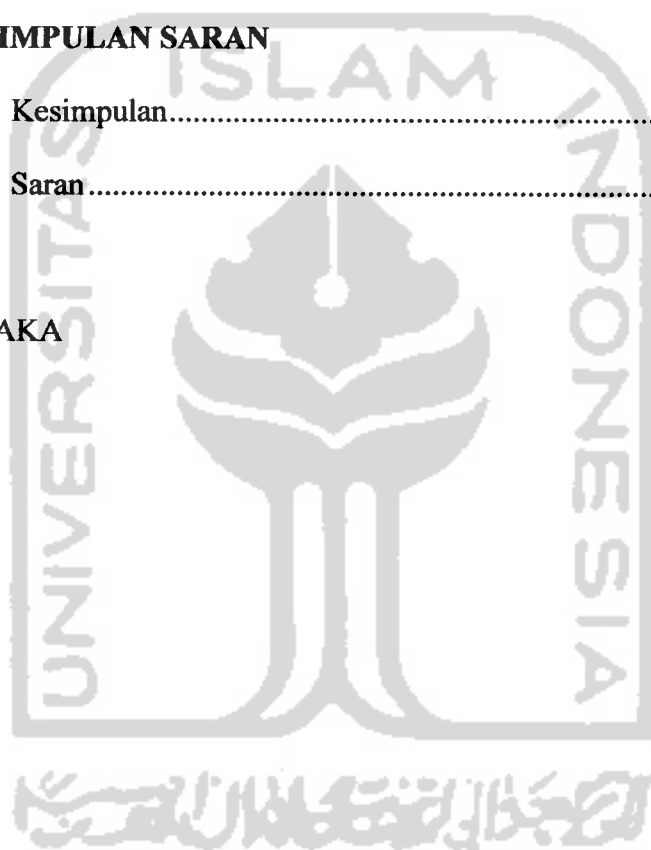 IMPULAN SARAN
ISLAM
Kesimpulan
Saran
AKA
UNIVERSITAS
INDONESIA